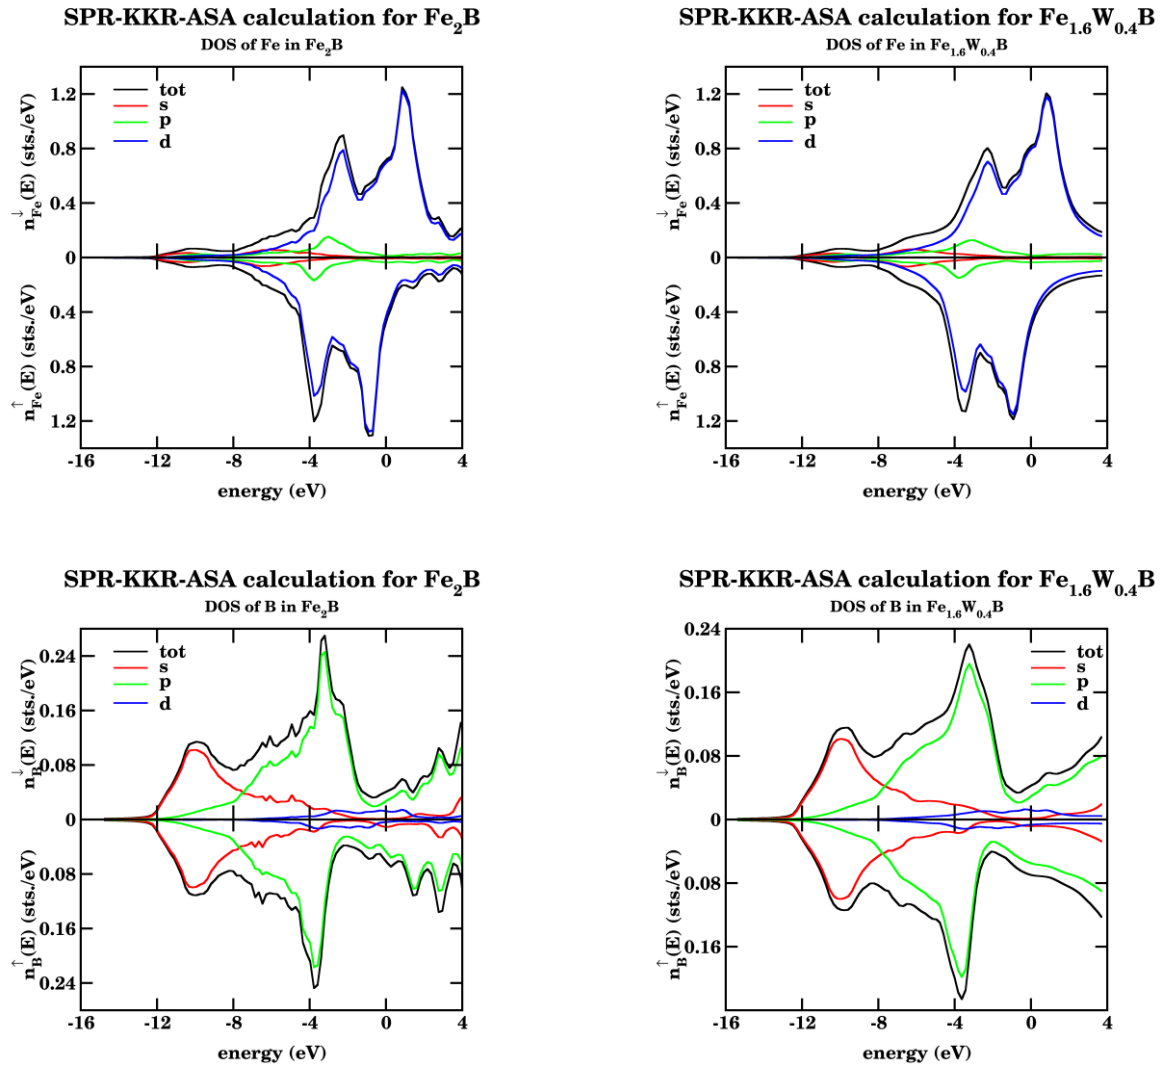 SPR-KKR-ASA calculation for Fe₂B
DOS of Fe in Fe₂B
tot
s
p
d
1.2
0.8
0.4
0
0.4
0.8
1.2
n↓Fe(E) (sts./eV)
n↑Fe(E) (sts./eV)
-16 -12 -8 -4 0 4
energy (eV)
SPR-KKR-ASA calculation for Fe₁.₆W₀.₄B
DOS of Fe in Fe₁.₆W₀.₄B
tot
s
p
d
1.2
0.8
0.4
0
0.4
0.8
1.2
n↓Fe(E) (sts./eV)
n↑Fe(E) (sts./eV)
-16 -12 -8 -4 0 4
energy (eV)
SPR-KKR-ASA calculation for Fe₂B
DOS of B in Fe₂B
tot
s
p
d
0.24
0.16
0.08
0
0.08
0.16
0.24
n↓B(E) (sts./eV)
n↑B(E) (sts./eV)
-16 -12 -8 -4 0 4
energy (eV)
SPR-KKR-ASA calculation for Fe₁.₆W₀.₄B
DOS of B in Fe₁.₆W₀.₄B
tot
s
p
d
0.24
0.16
0.08
0
0.08
0.16
n↓B(E) (sts./eV)
n↑B(E) (sts./eV)
-16 -12 -8 -4 0 4
energy (eV)